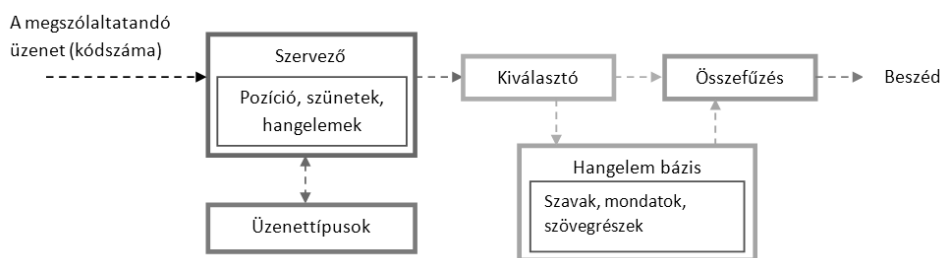 A megszólaltatandó
üzenet (kódszáma)
Szervező
Pozíció, szünetek,
hangelemek
Üzenettípusok
Kiválasztó
Összefűzés
Beszéd
Hangelem bázis
Szavak, mondatok,
szövegrészek